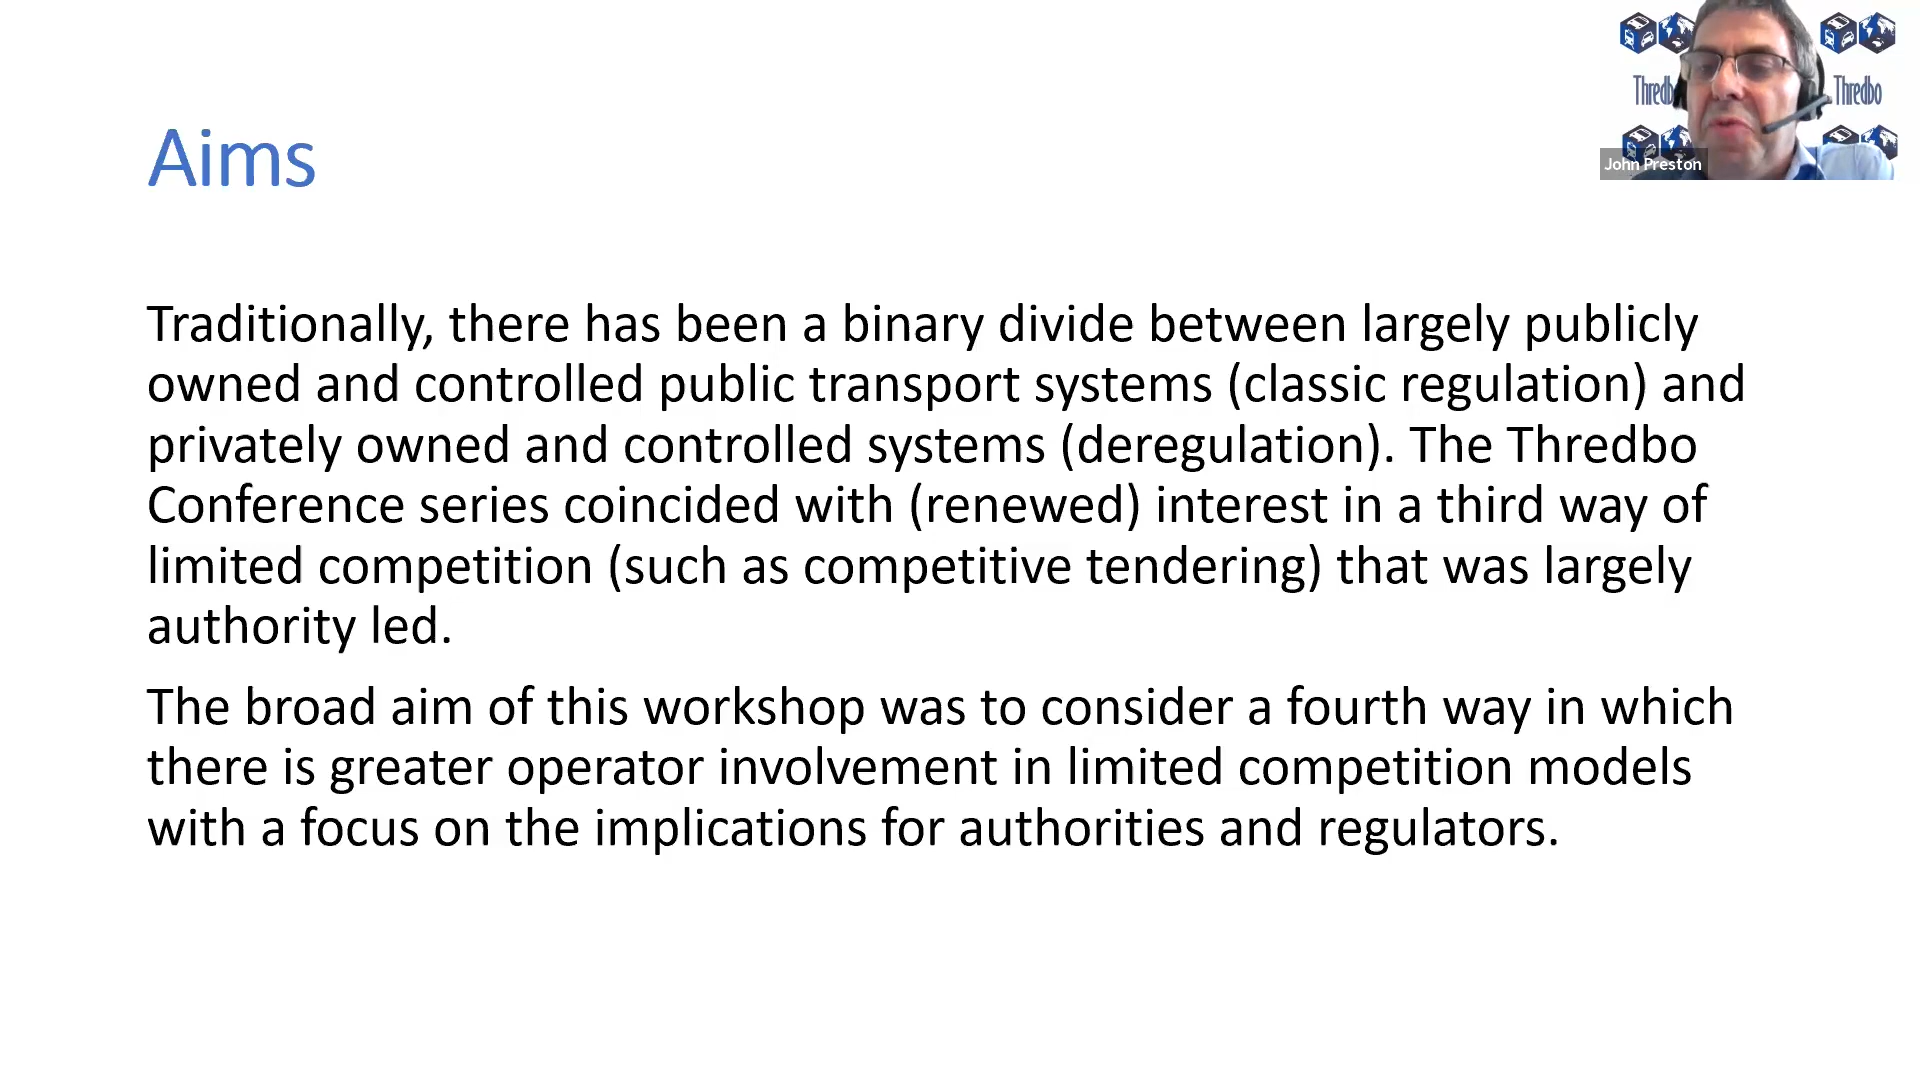 Thredbo
Thredbo
John Preston
Aims
Traditionally, there has been a binary divide between largely publicly
owned and controlled public transport systems (classic regulation) and
privately owned and controlled systems (deregulation). The Thredbo
Conference series coincided with (renewed) interest in a third way of
limited competition (such as competitive tendering) that was largely
authority led.
The broad aim of this workshop was to consider a fourth way in which
there is greater operator involvement in limited competition models
with a focus on the implications for authorities and regulators.